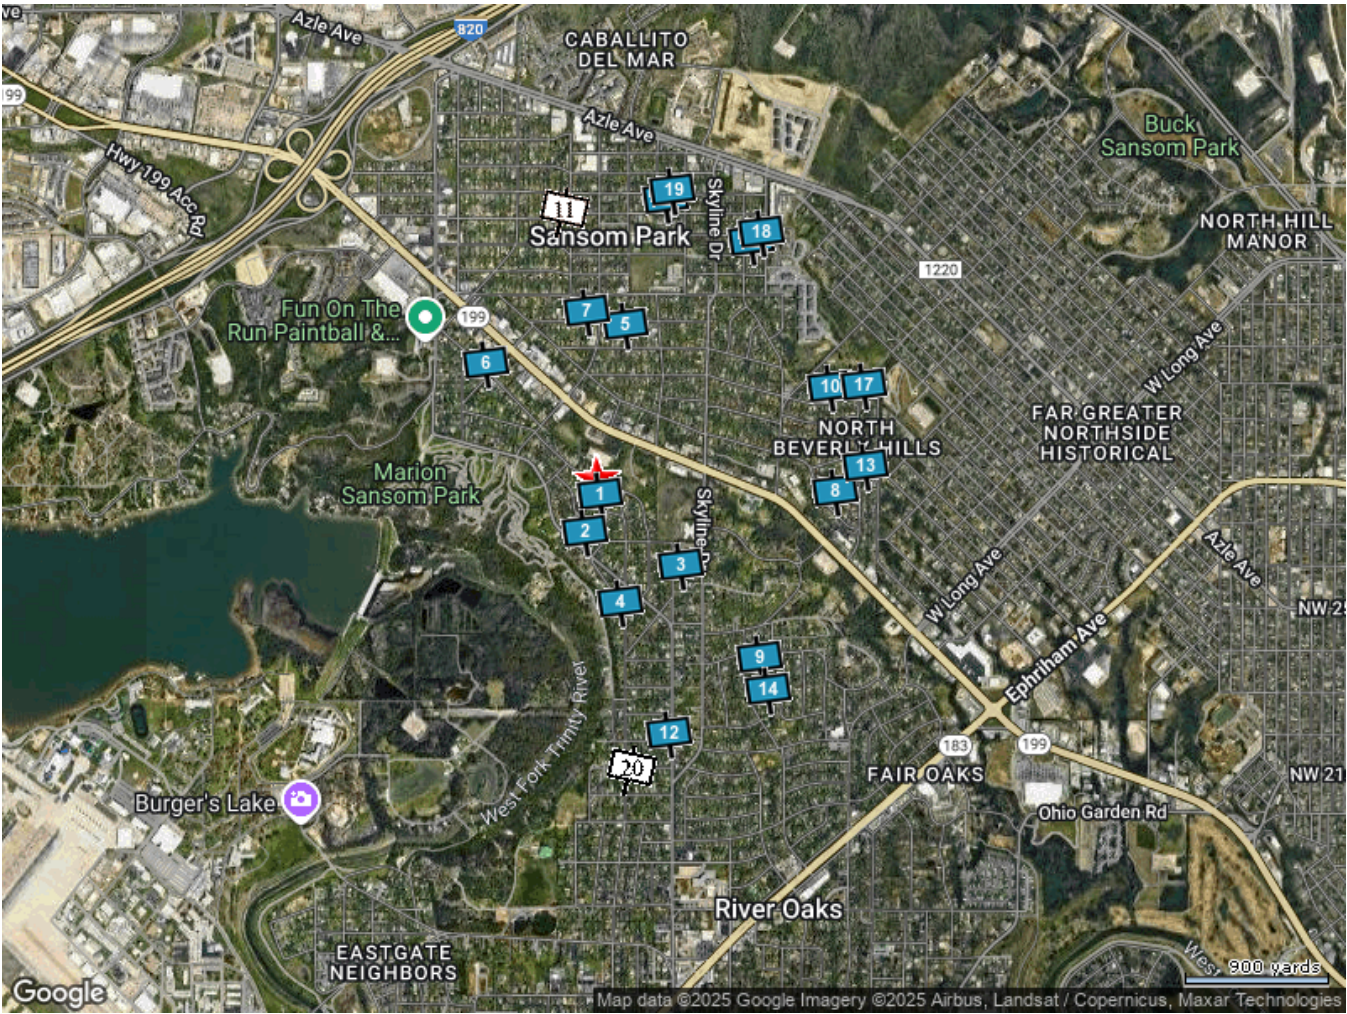 ve
Azle Ave
820
CABALLITO
DEL MAR
199
Azle Ave
Buck
Sansom Park
Hwy 199 Acc Rd
19
Skyline Dr
11
NORTH HILL
MANOR
18
Sansom Park
1220
Fun On The
Run Paintball &...
199
7
5
6
W Long Ave
10
17
FAR GREATER
NORTHSIDE
HISTORICAL
NORTH
BEVERLY HILLS
Marion
Sansom Park
13
8
1
2
Skyline D
3
Azle Ave
W Long Ave
4
NW 25
Ephriham Ave
9
14
West Fork Trinity River
12
20
183
199
FAIR OAKS
NW 21
Burger's Lake
Ohio Garden Rd
River Oaks
EASTGATE
NEIGHBORS
West
900 yards
Google
Map data ©2025 Google Imagery ©2025 Airbus, Landsat / Copernicus, Maxar Technologies